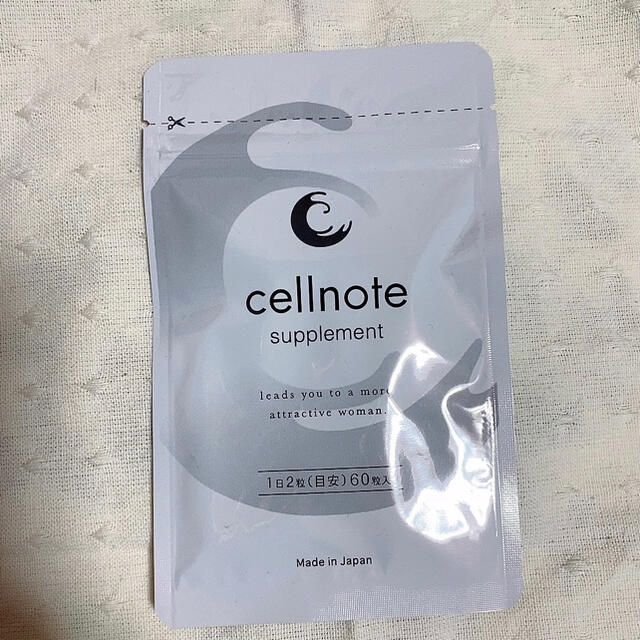 cellnote
supplement
leads you to a more
attractive woman.
1日2粒(目安)60粒入
Made in Japan